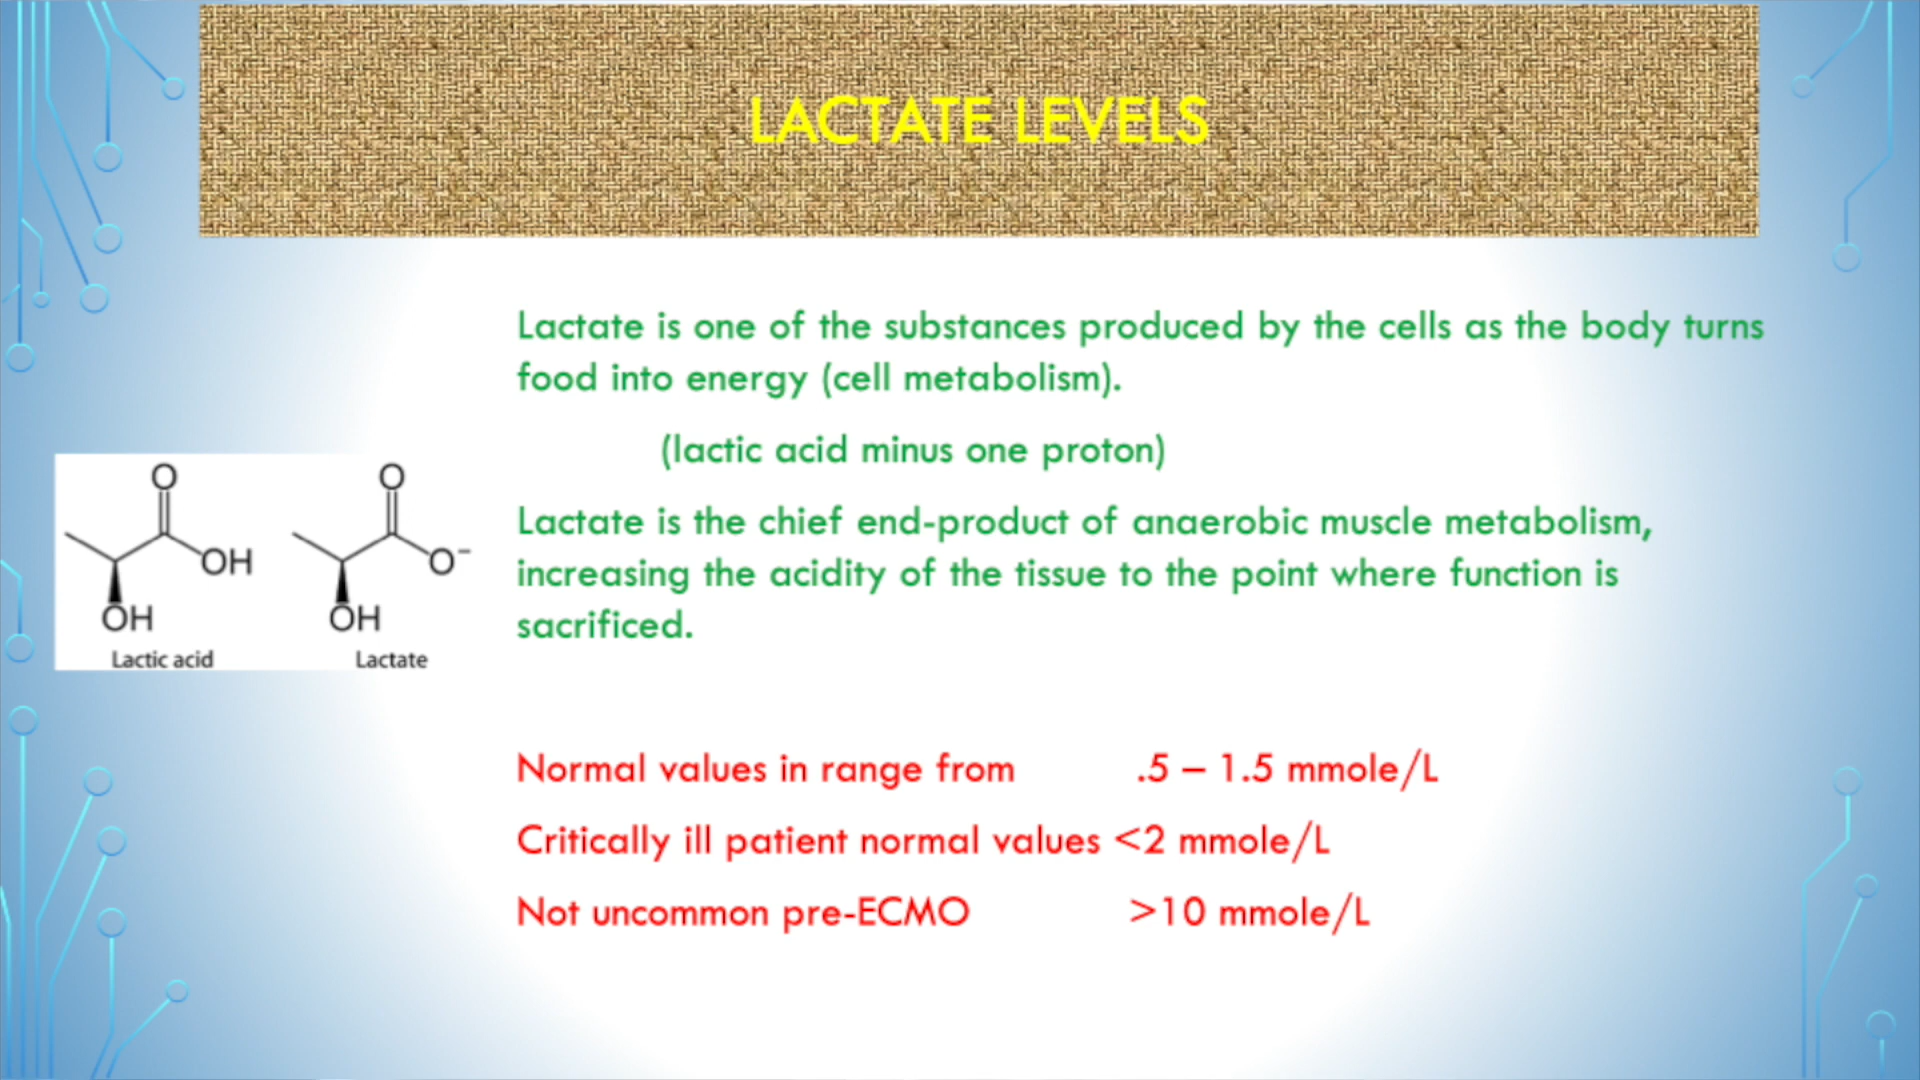 LACTATE LEVELS
Lactate is one of the substances produced by the cells as the body turns
food into energy (cell metabolism).
(lactic acid minus one proton)
Lactate is the chief end-product of anaerobic muscle metabolism,
increasing the acidity of the tissue to the point where function is
sacrificed.
O
OH
OH
Lactic acid
O
O⁻
OH
Lactate
Normal values in range from .5 – 1.5 mmole/L
Critically ill patient normal values <2 mmole/L
Not uncommon pre-ECMO >10 mmole/L